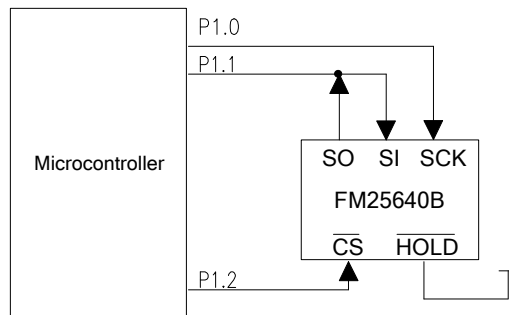 P1.0
P1.1
Microcontroller
SO SI SCK
FM25640B
CS HOLD
P1.2